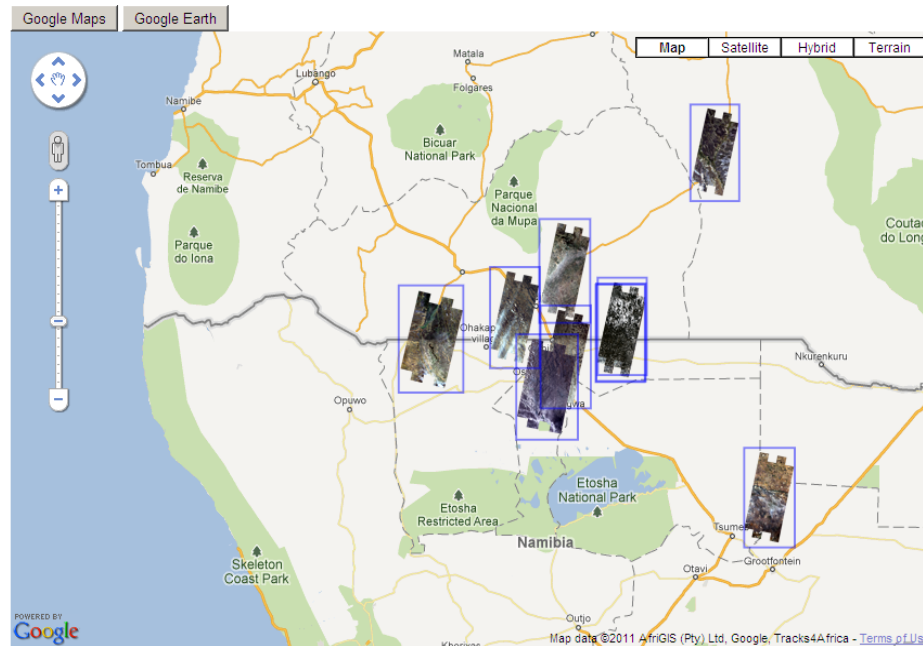 Google Maps Google Earth
Map Satellite Hybrid Terrain
Matala
Folgares
Lubango
Namibe
Bicuar
National Park
Tombua
Reserva
de Namibe
Parque
Nacional
da Mupa
Parque
do Iona
Coutac
do Long
Ohakap
villag
Nkurenkuru
Opuwo
Etosha
National Park
Etosha
Restricted Area
Tsumeb
Namibia
Grootfontein
Otavi
Skeleton
Coast Park
Outjo
Khorixas
POWERED BY
Google
Map data ©2011 AfriGIS (Pty) Ltd, Google, Tracks4Africa - Terms of Us